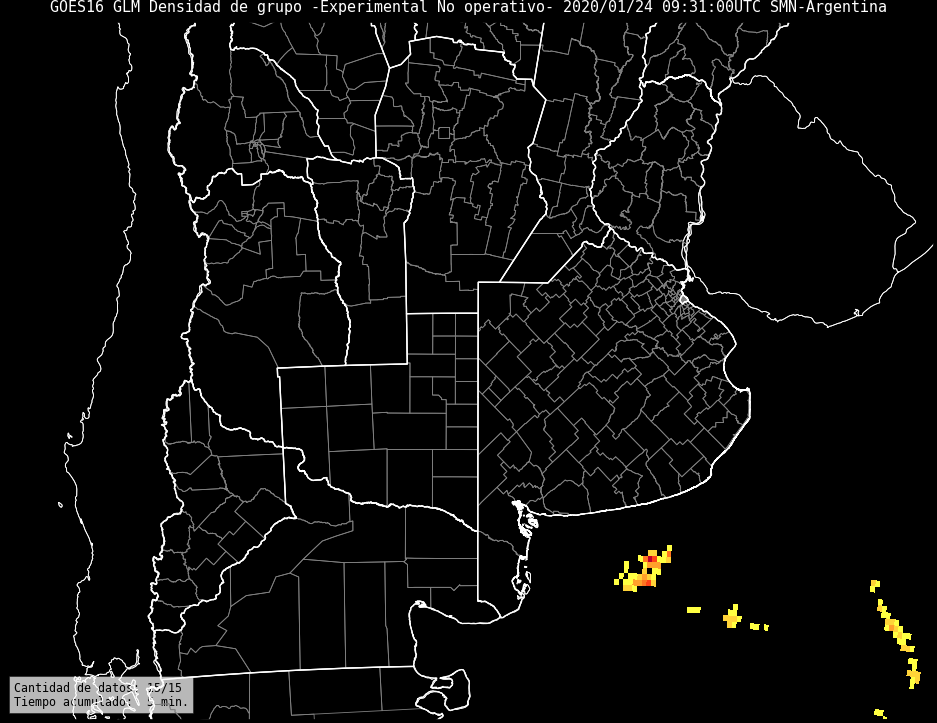 GOES16 GLM Densidad de grupo -Experimental No operativo- 2020/01/24 09:31:00UTC SMN-Argentina
Cantidad de datos: 15/15
Tiempo acumulado: min.